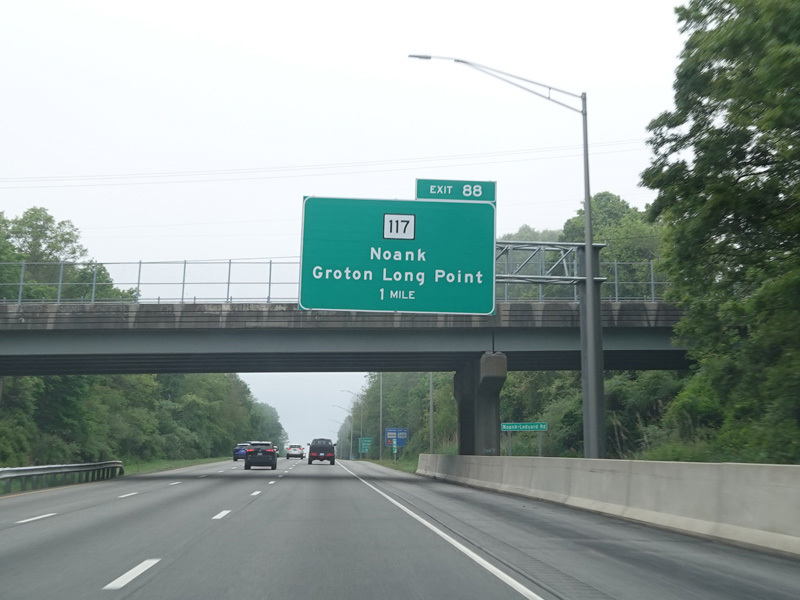 EXIT 88
117
Noank
Groton Long Point
1 MILE
Noank-Ledyard Rd